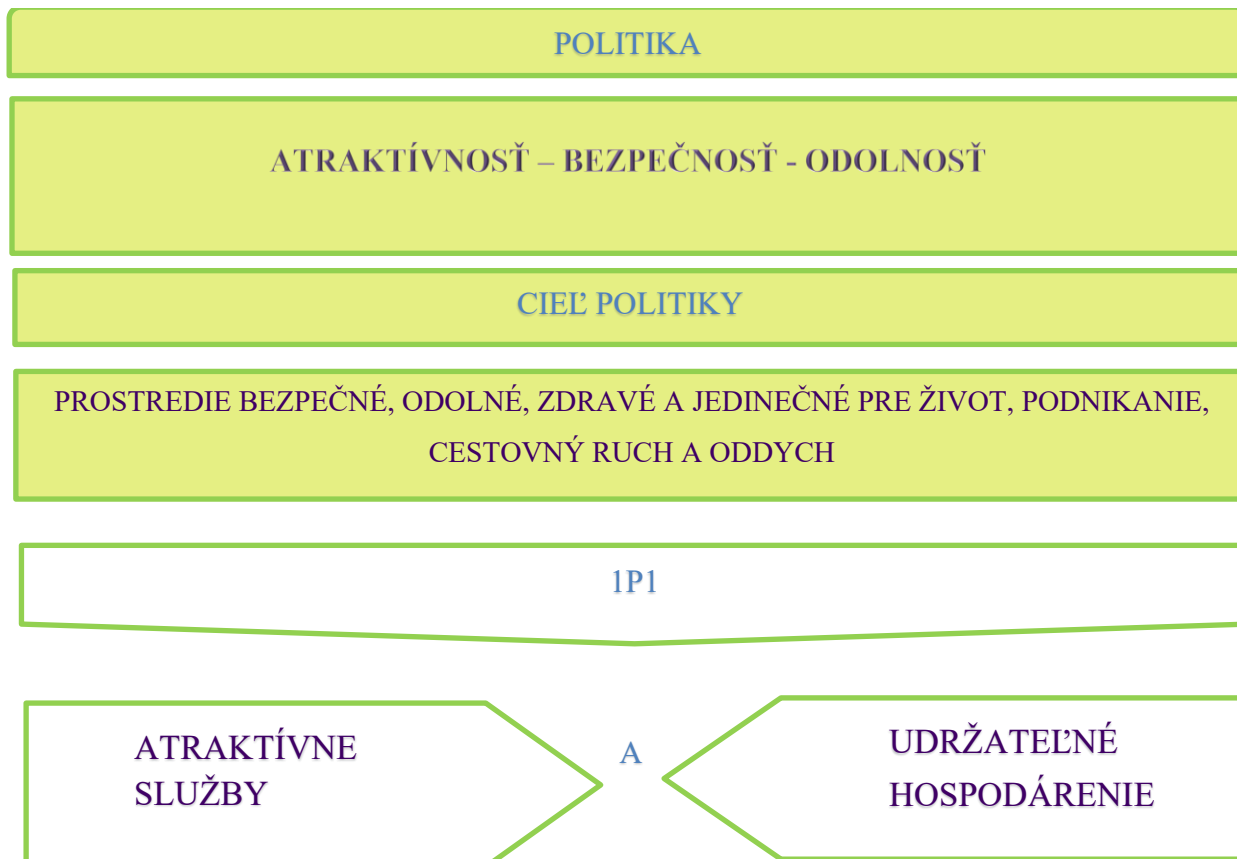 POLITIKA
ATRAKTÍVNOSŤ – BEZPEČNOSŤ - ODOLNOSŤ
CIEĽ POLITIKY
PROSTREDIE BEZPEČNÉ, ODOLNÉ, ZDRAVÉ A JEDINEČNÉ PRE ŽIVOT, PODNIKANIE,
CESTOVNÝ RUCH A ODDYCH
1P1
ATRAKTÍVNE
SLUŽBY
A
UDRŽATEĽNÉ
HOSPODÁRENIE